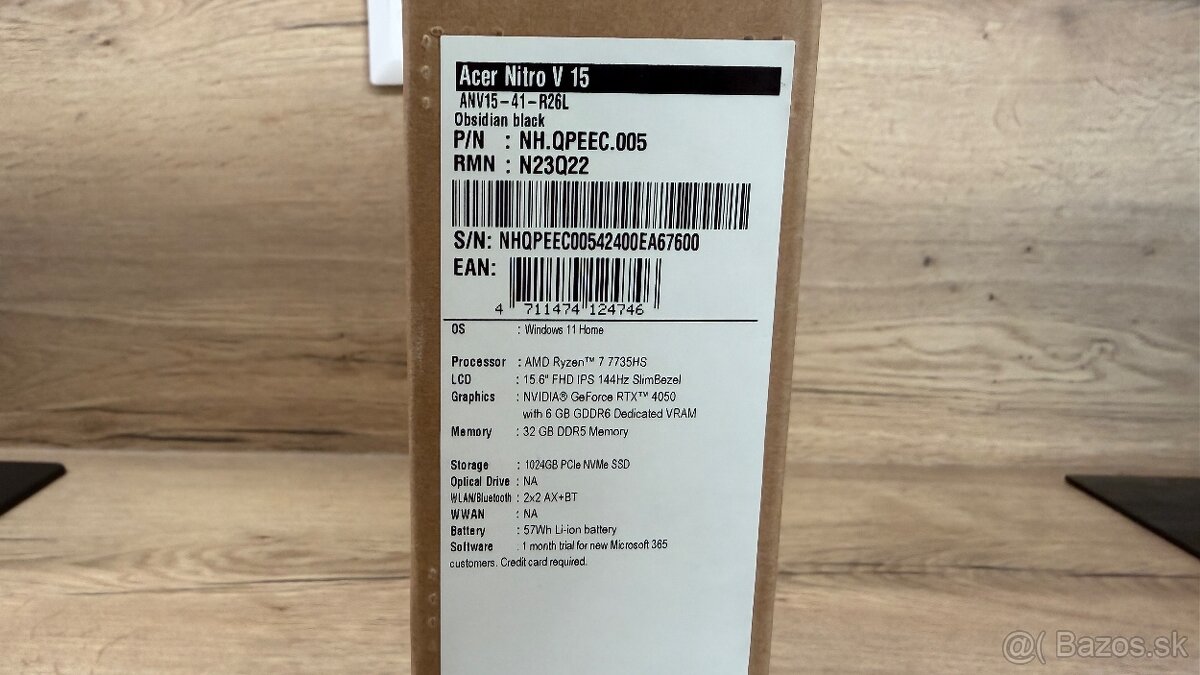 Acer Nitro V 15
ANV15-41-R26L
Obsidian black
P/N : NH.QPEEC.005
RMN : N23Q22
S/N: NHQPEEC00542400EA67600
EAN:
4 711474 124746
OS : Windows 11 Home
Processor : AMD Ryzen™ 7 7735HS
LCD : 15.6" FHD IPS 144Hz SlimBezel
Graphics : NVIDIA® GeForce RTX™ 4050
with 6 GB GDDR6 Dedicated VRAM
Memory : 32 GB DDR5 Memory
Storage : 1024GB PCIe NVMe SSD
Optical Drive : NA
WLAN/Bluetooth : 2x2 AX+BT
WWAN : NA
Battery : 57Wh Li-ion battery
Software : 1 month trial for new Microsoft 365
customers. Credit card required.
@( Bazos.sk